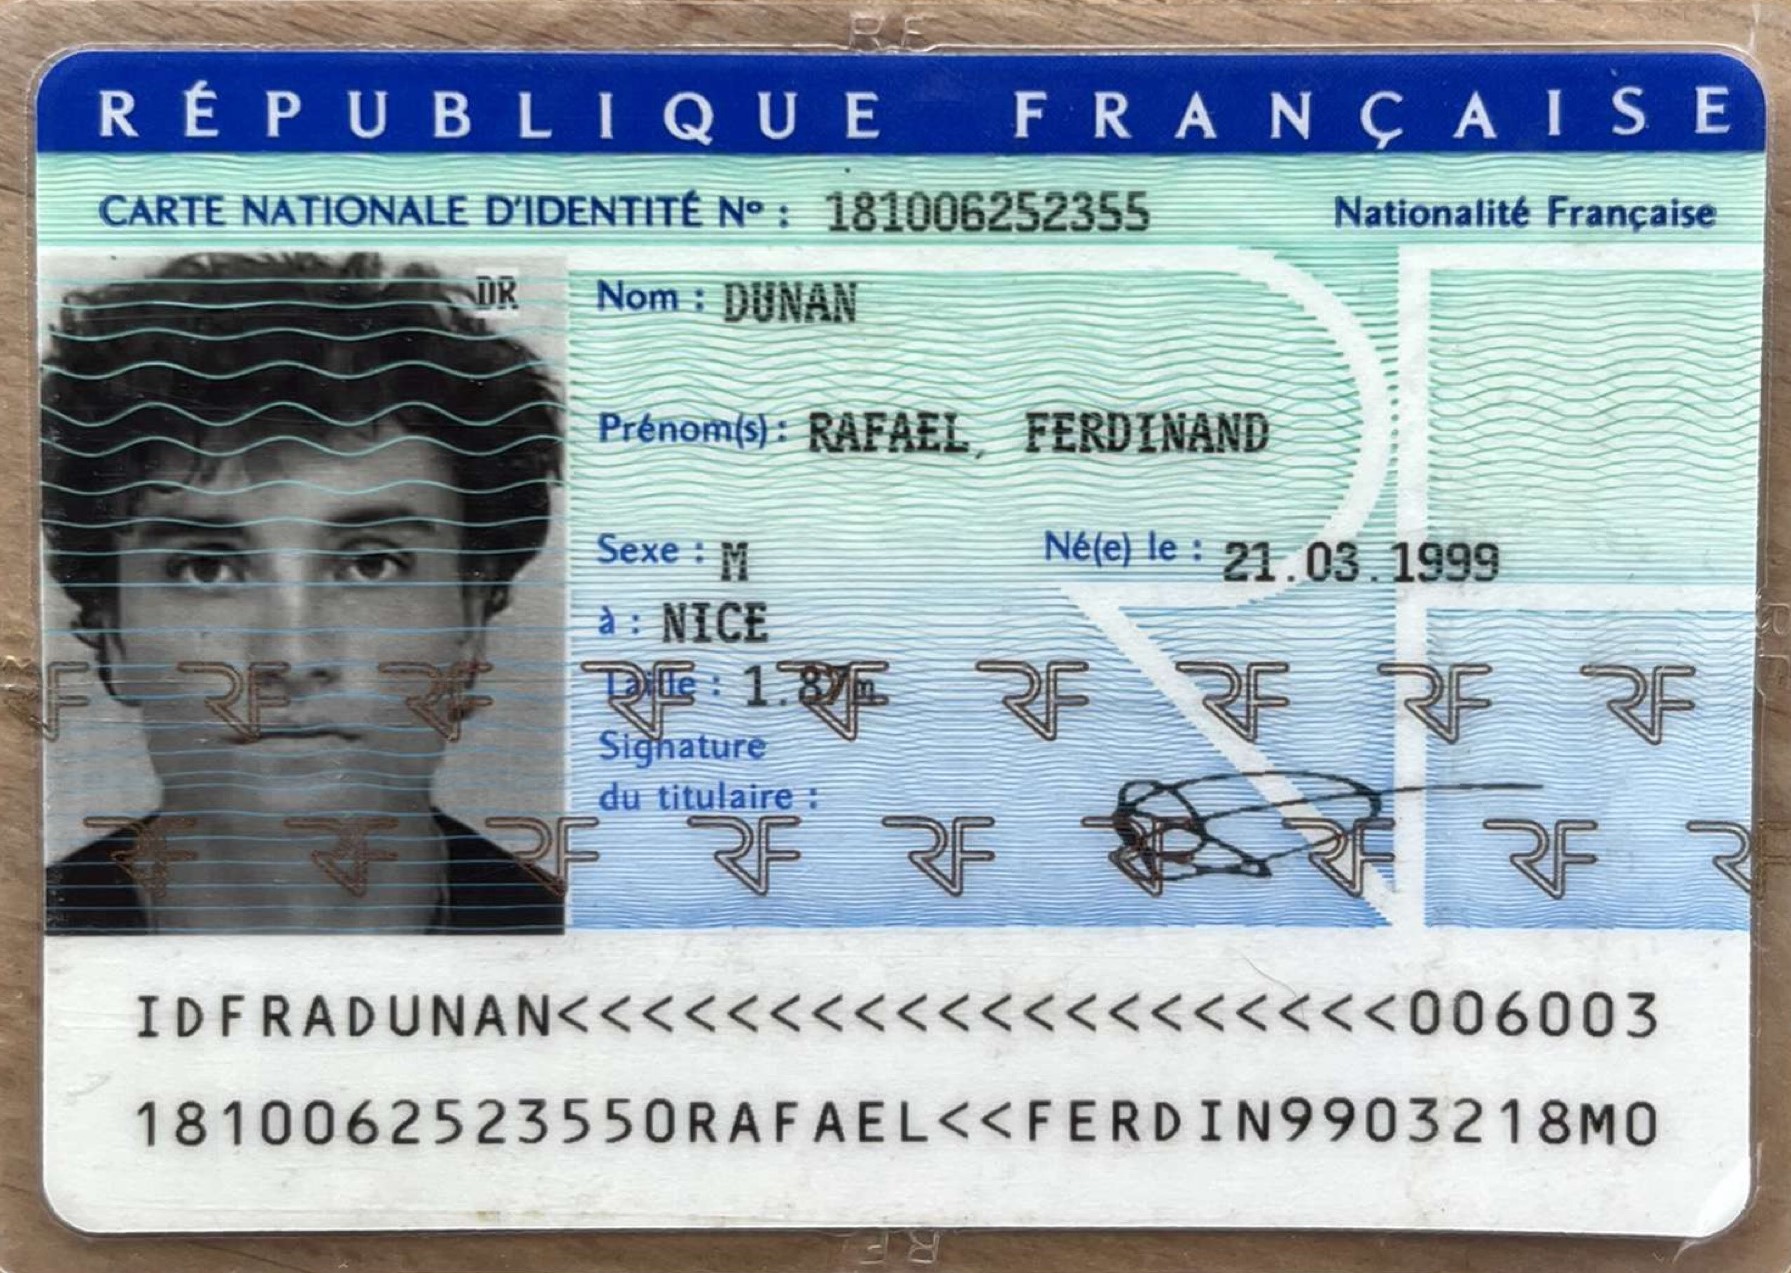 RÉPUBLIQUE FRANÇAISE
CARTE NATIONALE D'IDENTITÉ Nº : 181006252355 Nationalité Française
DR
Nom : DUNAN
Prénom(s) : RAFAEL, FERDINAND
Sexe : M Né(e) le : 21.03.1999
à : NICE
Taille : 1.87m
Signature
du titulaire :
RF RF RF RF RF RF RF RF RF
RF RF RF RF RF RF RF RF RF
IDFRADUNAN<<<<<<<<<<<<<<<<<<<<006003
1810062523550RAFAEL<<FERDIN9903218M0